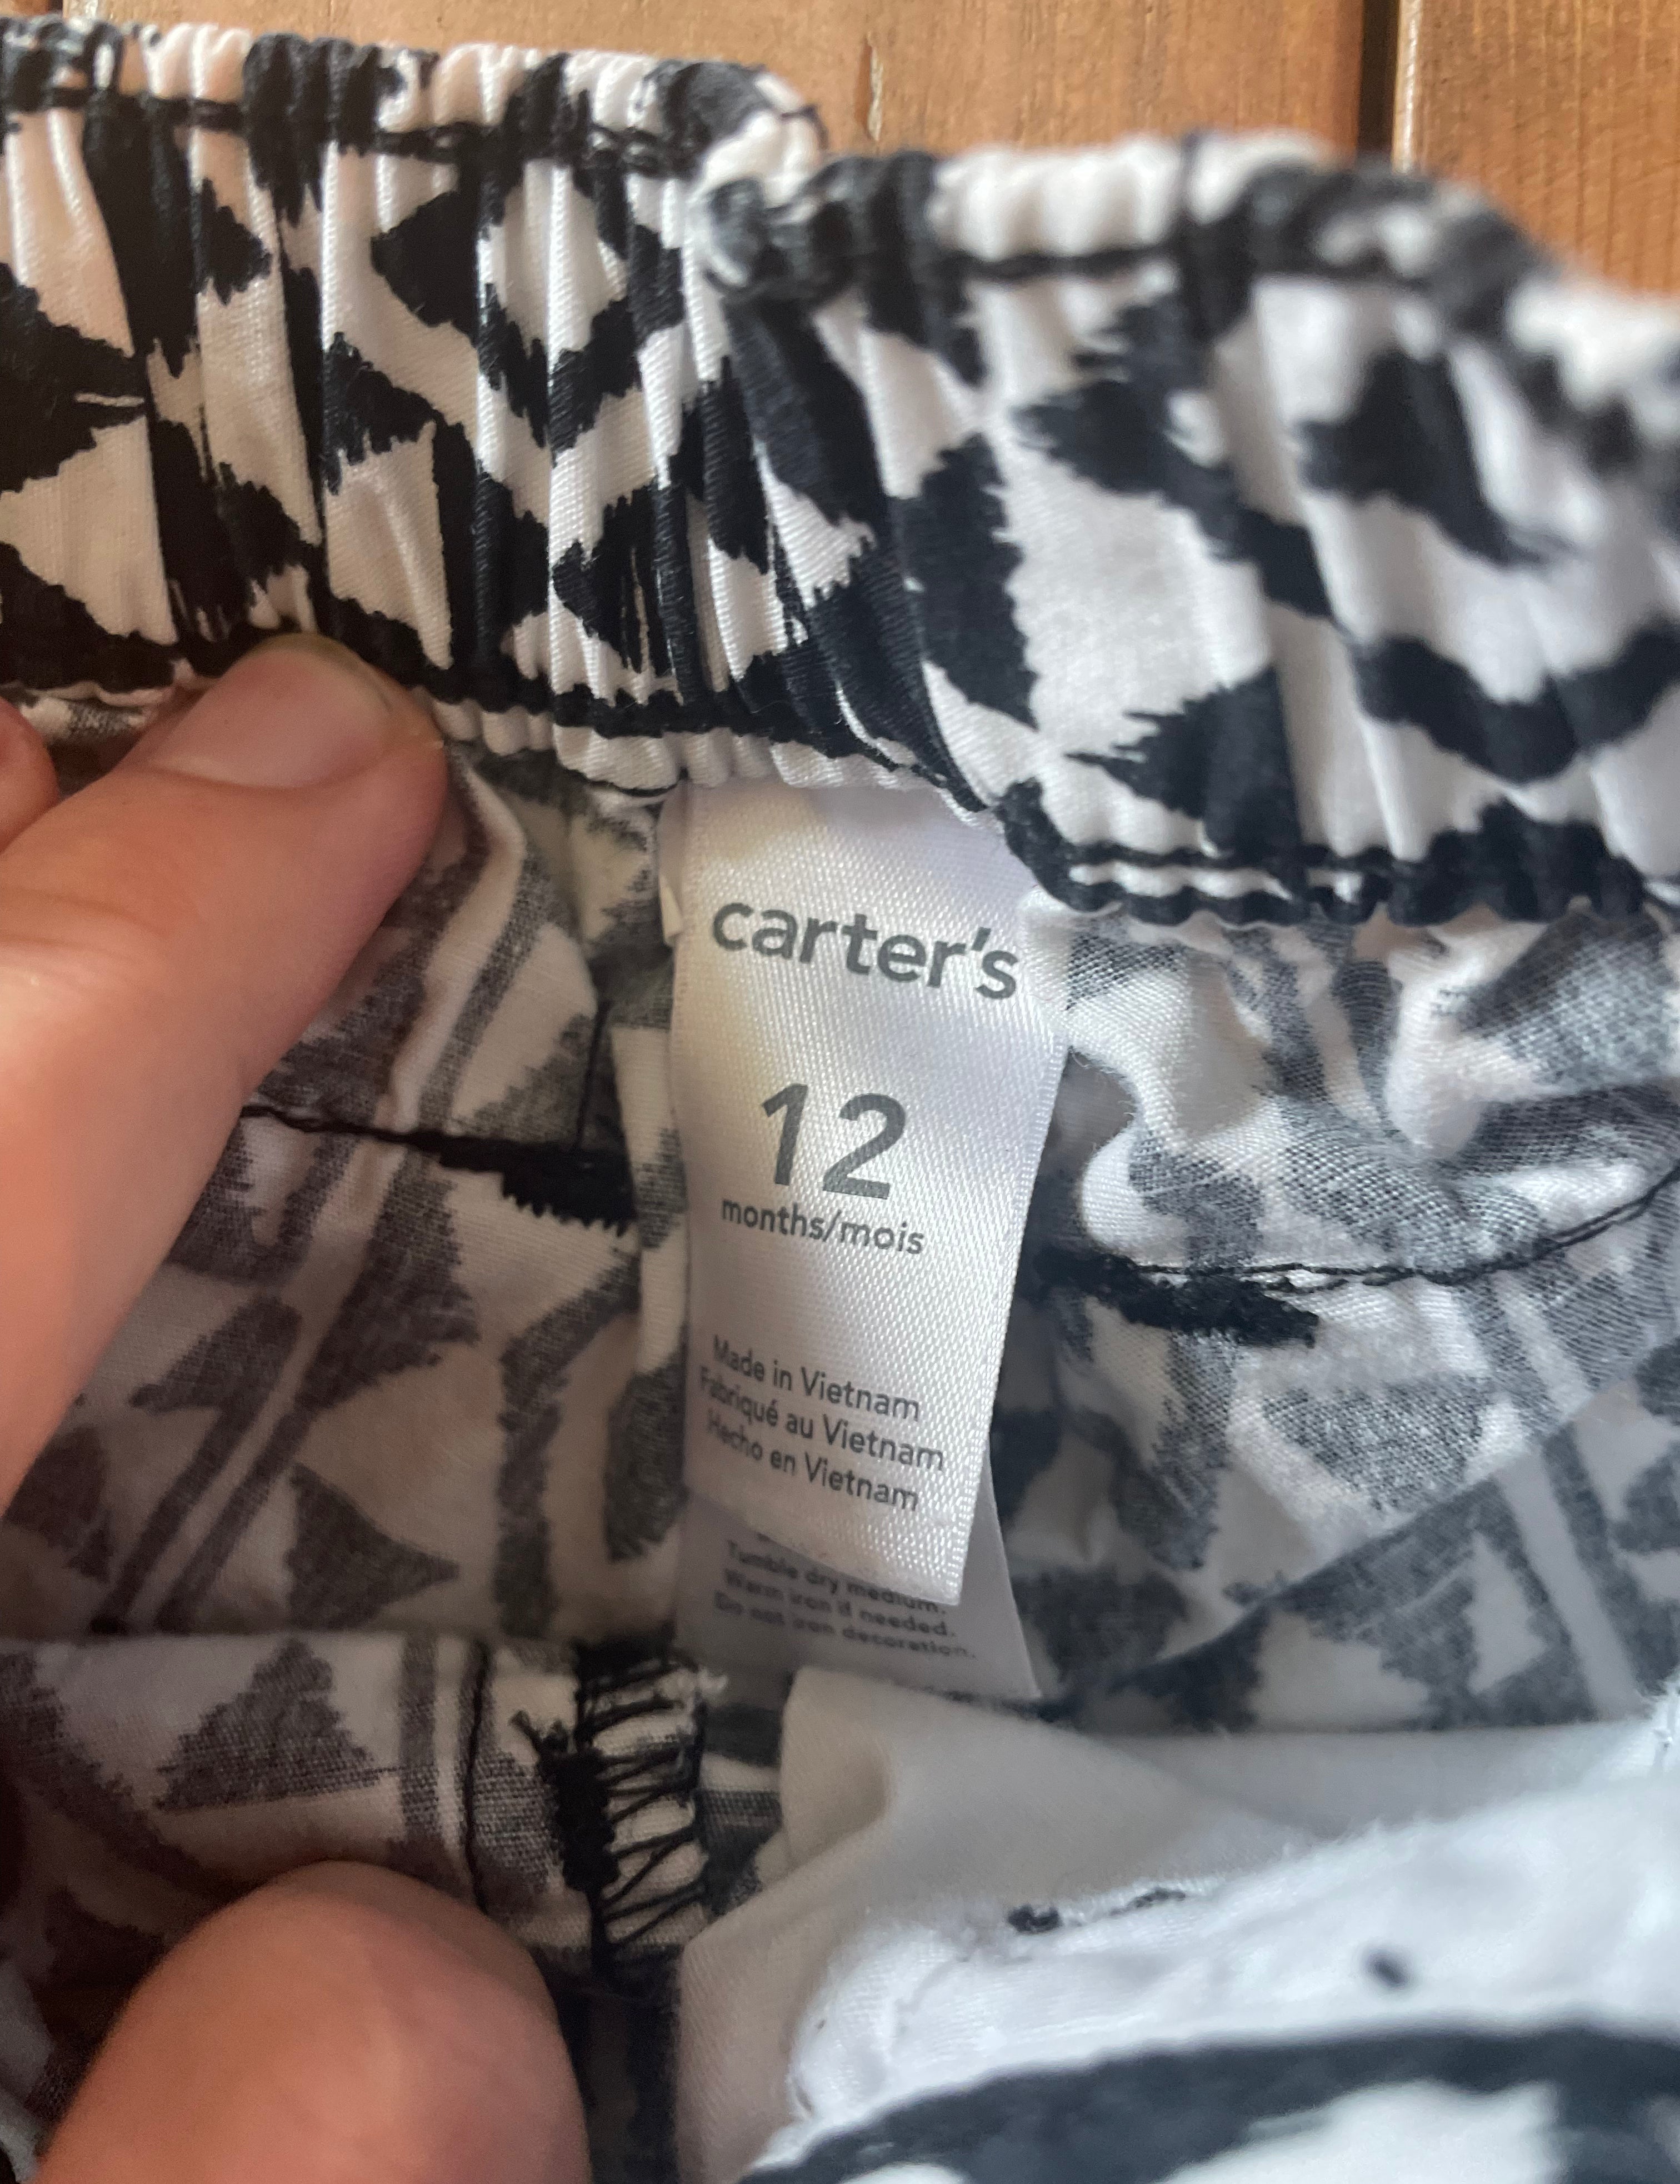 carter's
12
months/mois
Made in Vietnam
Fabriqué au Vietnam
Hecho en Vietnam
Tumble dry medium.
Warm iron if needed.
Do not iron decoration.